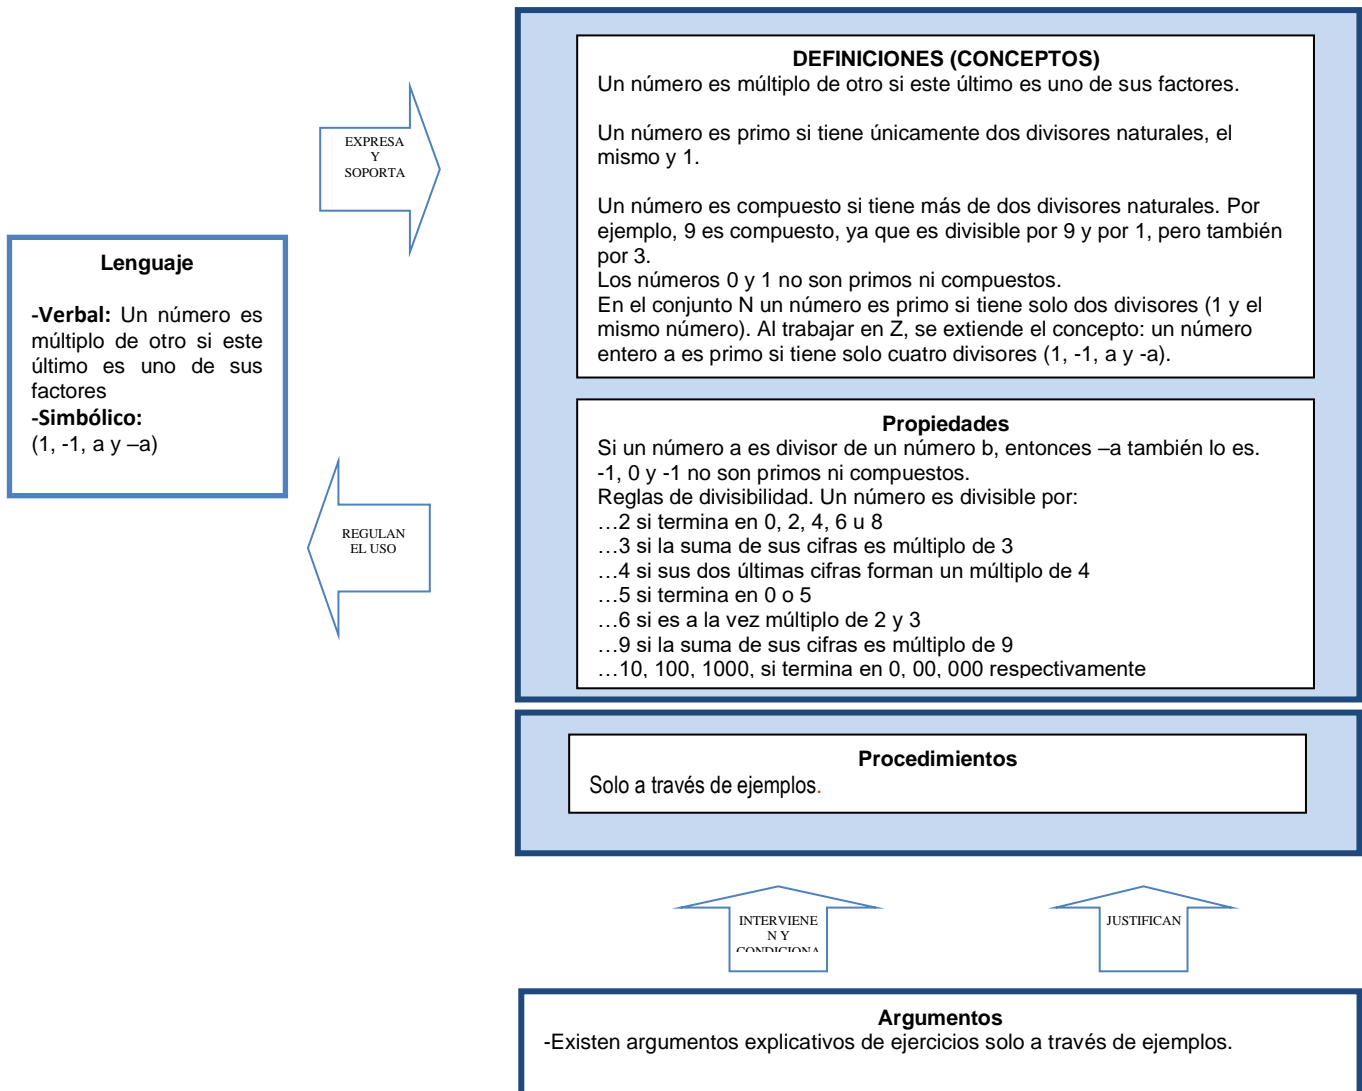 DEFINICIONES (CONCEPTOS)
Un número es múltiplo de otro si este último es uno de sus factores.
Un número es primo si tiene únicamente dos divisores naturales, el
mismo y 1.
Un número es compuesto si tiene más de dos divisores naturales. Por
ejemplo, 9 es compuesto, ya que es divisible por 9 y por 1, pero también
por 3.
Los números 0 y 1 no son primos ni compuestos.
En el conjunto N un número es primo si tiene solo dos divisores (1 y el
mismo número). Al trabajar en Z, se extiende el concepto: un número
entero a es primo si tiene solo cuatro divisores (1, -1, a y -a).
EXPRESA
Y
SOPORTA
Lenguaje
-Verbal: Un número es
múltiplo de otro si este
último es uno de sus
factores
-Simbólico:
(1, -1, a y –a)
Propiedades
Si un número a es divisor de un número b, entonces –a también lo es.
-1, 0 y -1 no son primos ni compuestos.
Reglas de divisibilidad. Un número es divisible por:
…2 si termina en 0, 2, 4, 6 u 8
…3 si la suma de sus cifras es múltiplo de 3
…4 si sus dos últimas cifras forman un múltiplo de 4
…5 si termina en 0 o 5
…6 si es a la vez múltiplo de 2 y 3
…9 si la suma de sus cifras es múltiplo de 9
…10, 100, 1000, si termina en 0, 00, 000 respectivamente
REGULAN
EL USO
Procedimientos
Solo a través de ejemplos.
INTERVIENE
N Y
CONDICIONA
JUSTIFICAN
Argumentos
-Existen argumentos explicativos de ejercicios solo a través de ejemplos.